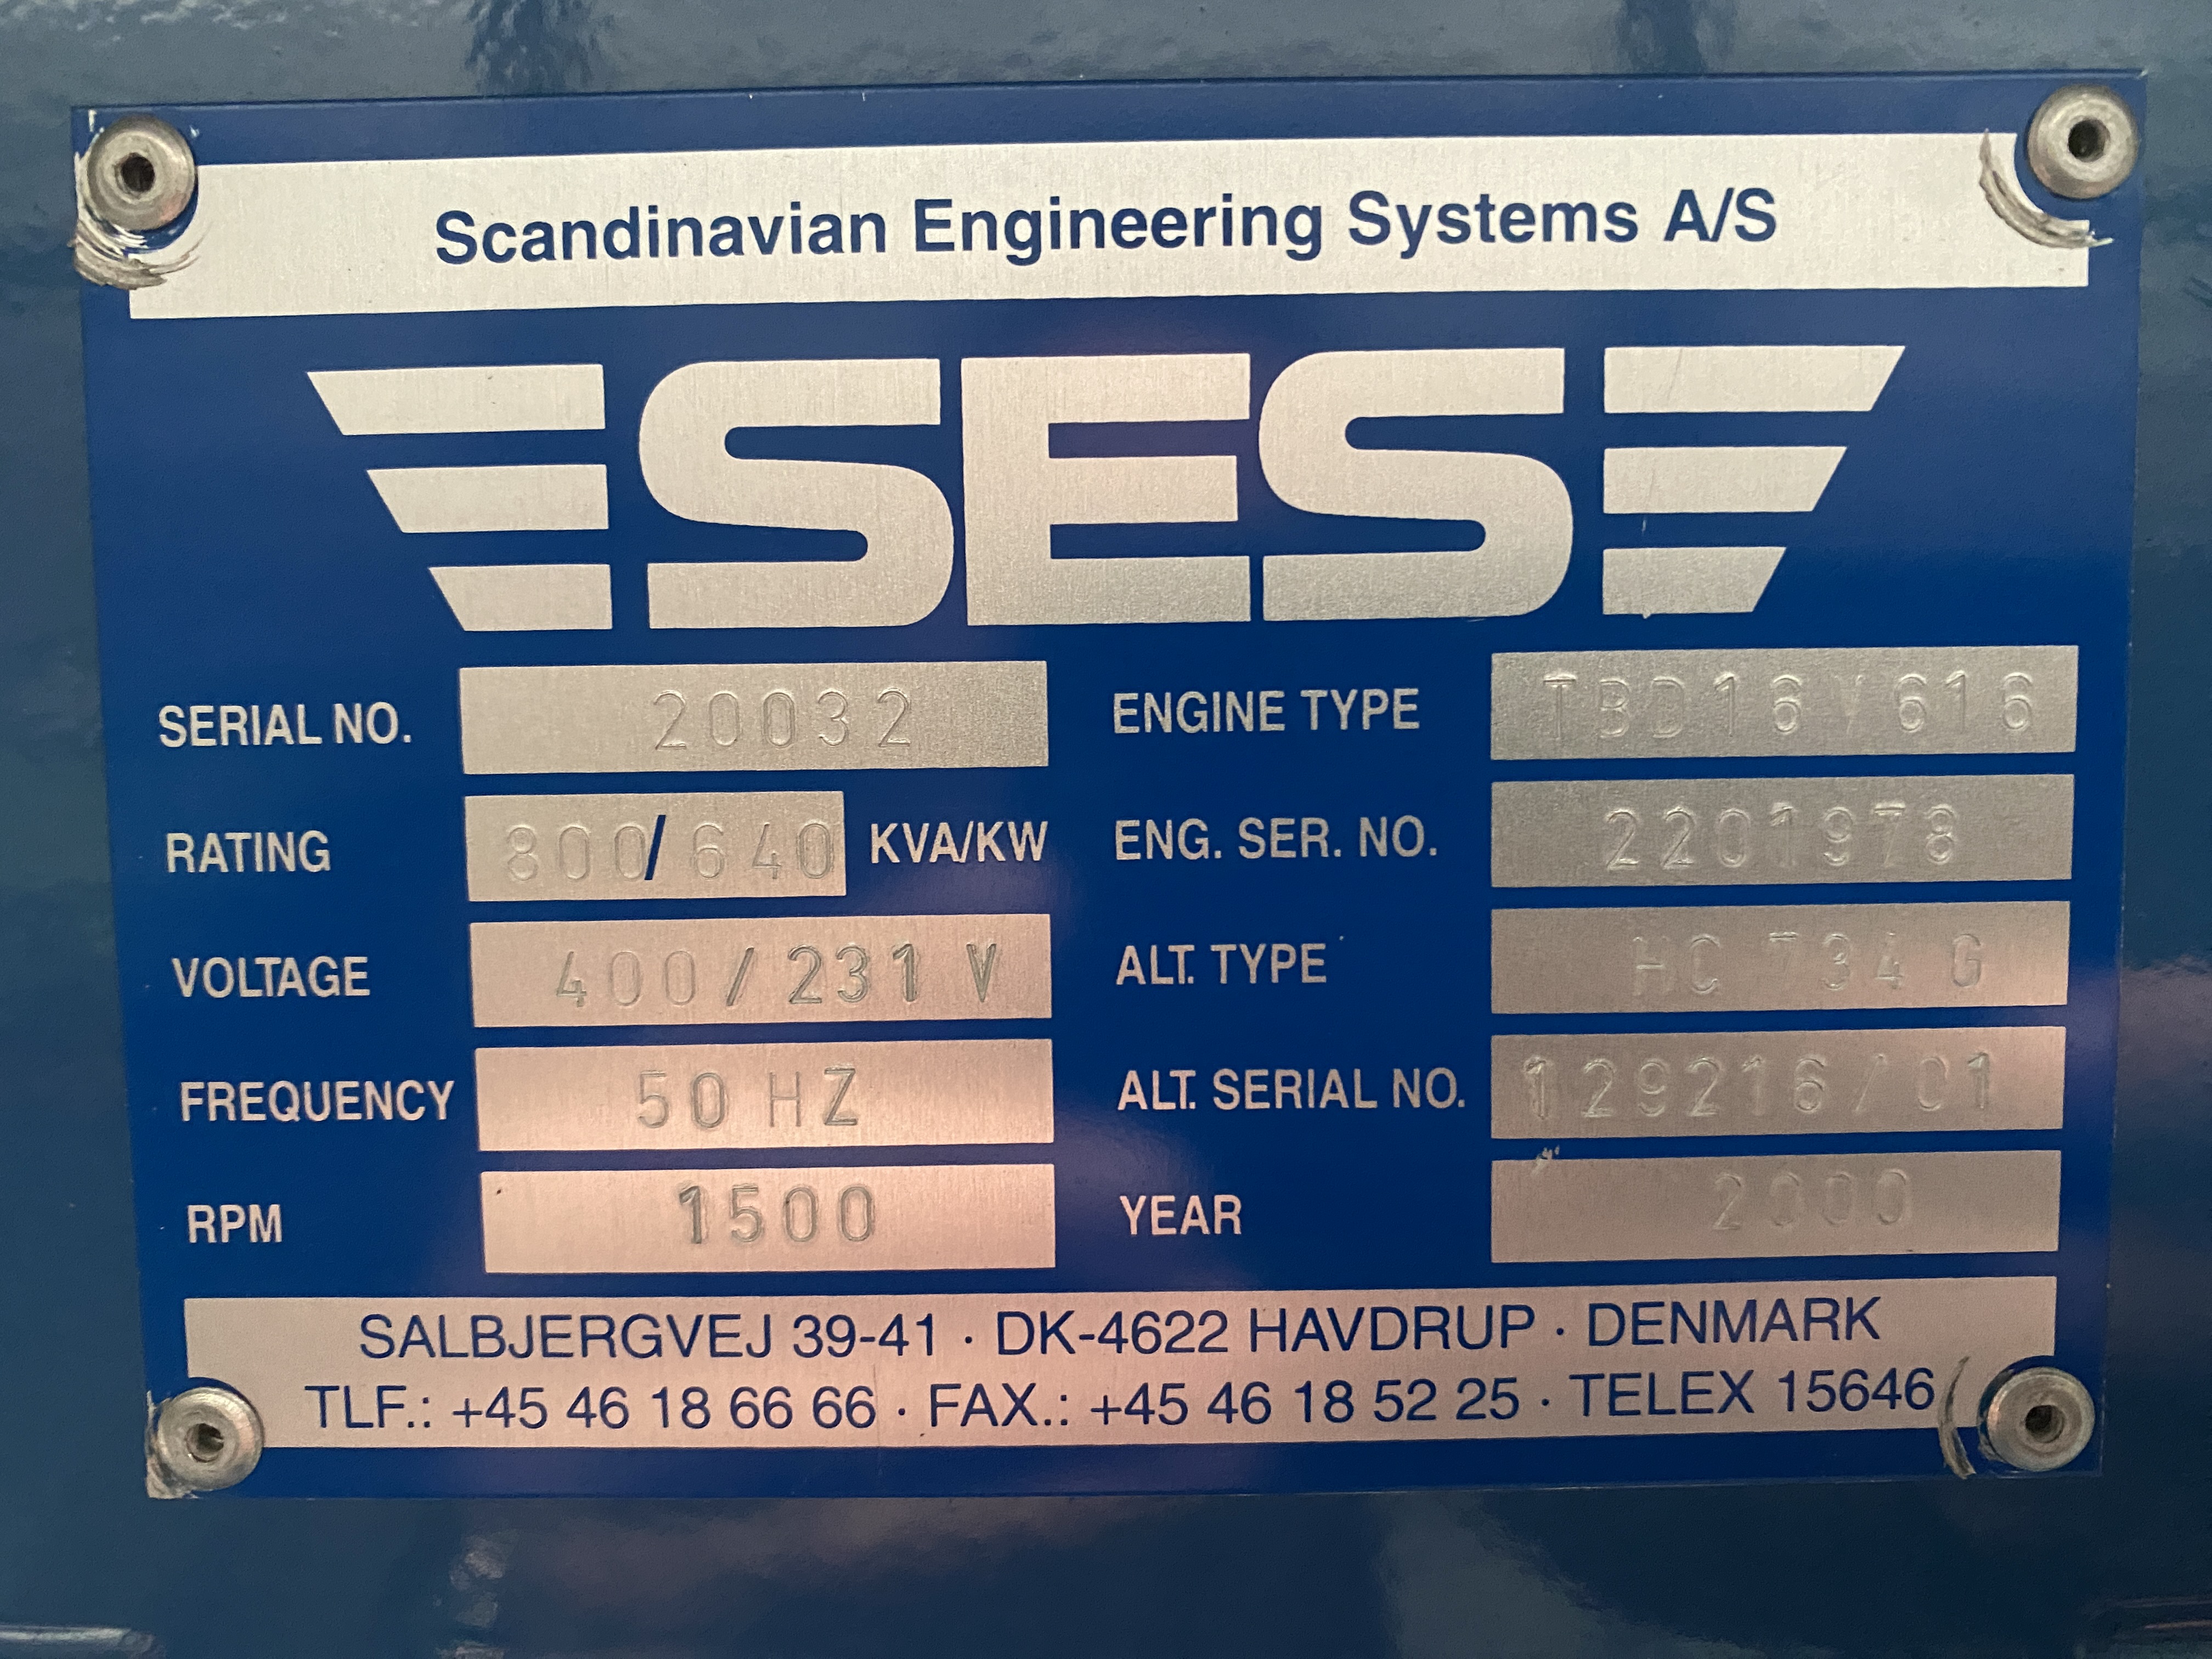 Scandinavian Engineering Systems A/S
SES
SERIAL NO. 20032
ENGINE TYPE TBD16V616
RATING 800/640 KVA/KW
ENG. SER. NO. 2201978
VOLTAGE 400/231 V
ALT. TYPE HC 734 G
FREQUENCY 50 HZ
ALT. SERIAL NO. 129216/01
RPM 1500
YEAR 2000
SALBJERGVEJ 39-41 · DK-4622 HAVDRUP · DENMARK
TLF.: +45 46 18 66 66 · FAX.: +45 46 18 52 25 · TELEX 15646